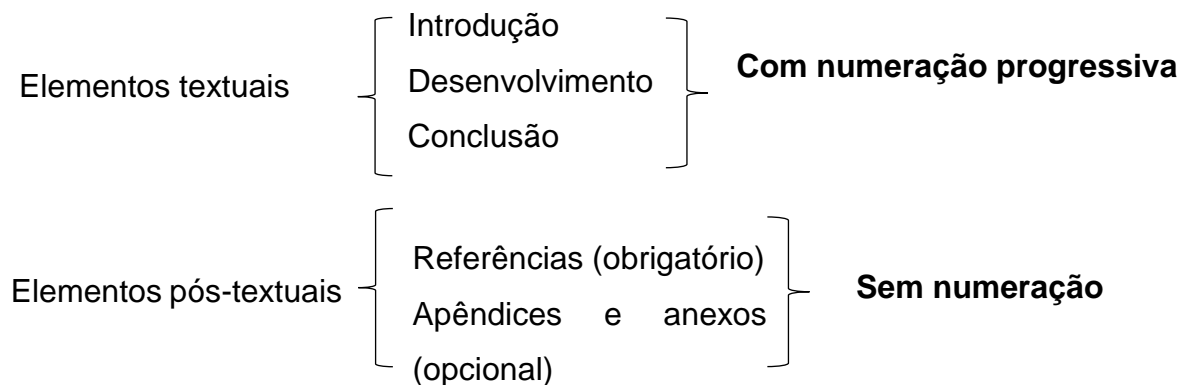 Elementos textuais
Introdução
Desenvolvimento
Conclusão
Com numeração progressiva
Elementos pós-textuais
Referências (obrigatório)
Apêndices e anexos
(opcional)
Sem numeração